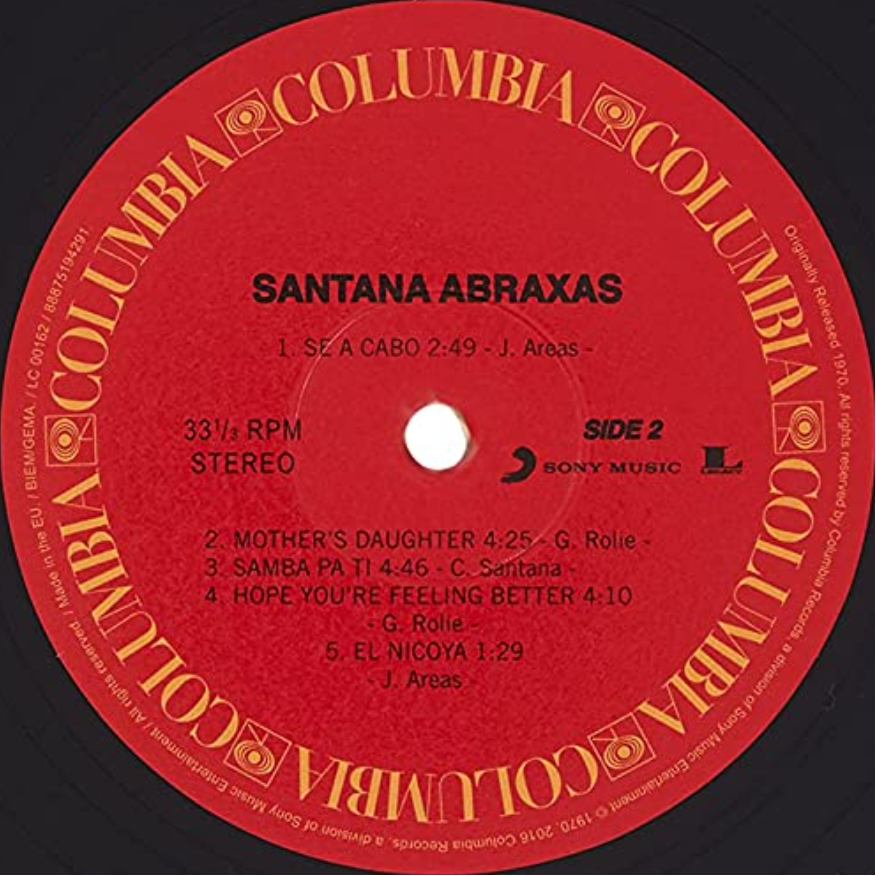 COLUMBIA
COLUMBIA
COLUMBIA
COLUMBIA
COLUMBIA
COLUMBIA
SANTANA ABRAXAS
1. SE A CABO 2:49 - J. Areas -
33⅓ RPM
STEREO
SIDE 2
SONY MUSIC
L
LEGACY
2. MOTHER'S DAUGHTER 4:25 - G. Rolie -
3. SAMBA PA TI 4:46 - C. Santana -
4. HOPE YOU'RE FEELING BETTER 4:10
- G. Rolie -
5. EL NICOYA 1:29
- J. Areas -
Originally Released 1970. All rights reserved by Columbia Records, a division of Sony Music Entertainment © 1970, 2016 Columbia Records, a division of Sony Music Entertainment / All rights reserved / Made in the EU. / BIEM/GEMA. / LC 00162 / 88875194291